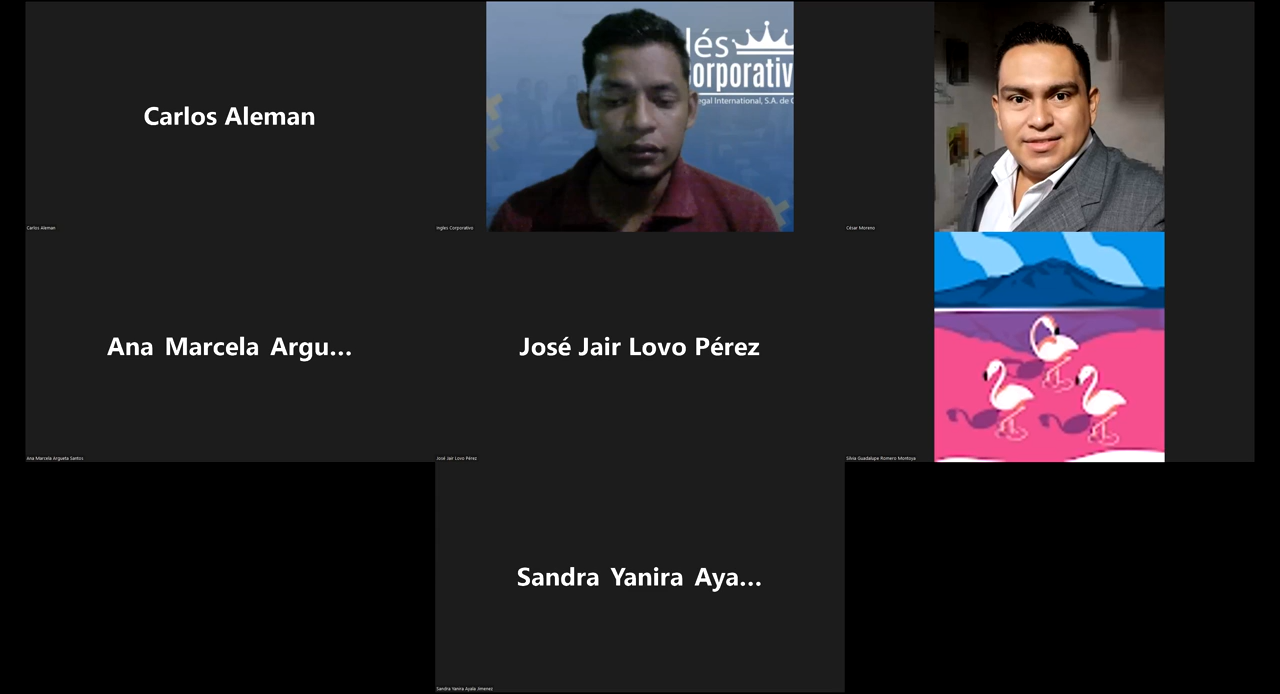 Carlos Aleman
Carlos Aleman
lés
orporativ
egal International, S.A. de C
Ingles Corporativo
César Moreno
Ana Marcela Argu...
Ana Marcela Argueta Santos
José Jair Lovo Pérez
José Jair Lovo Pérez
Silvia Guadalupe Romero Montoya
Sandra Yanira Aya...
Sandra Yanira Ayala Jimenez